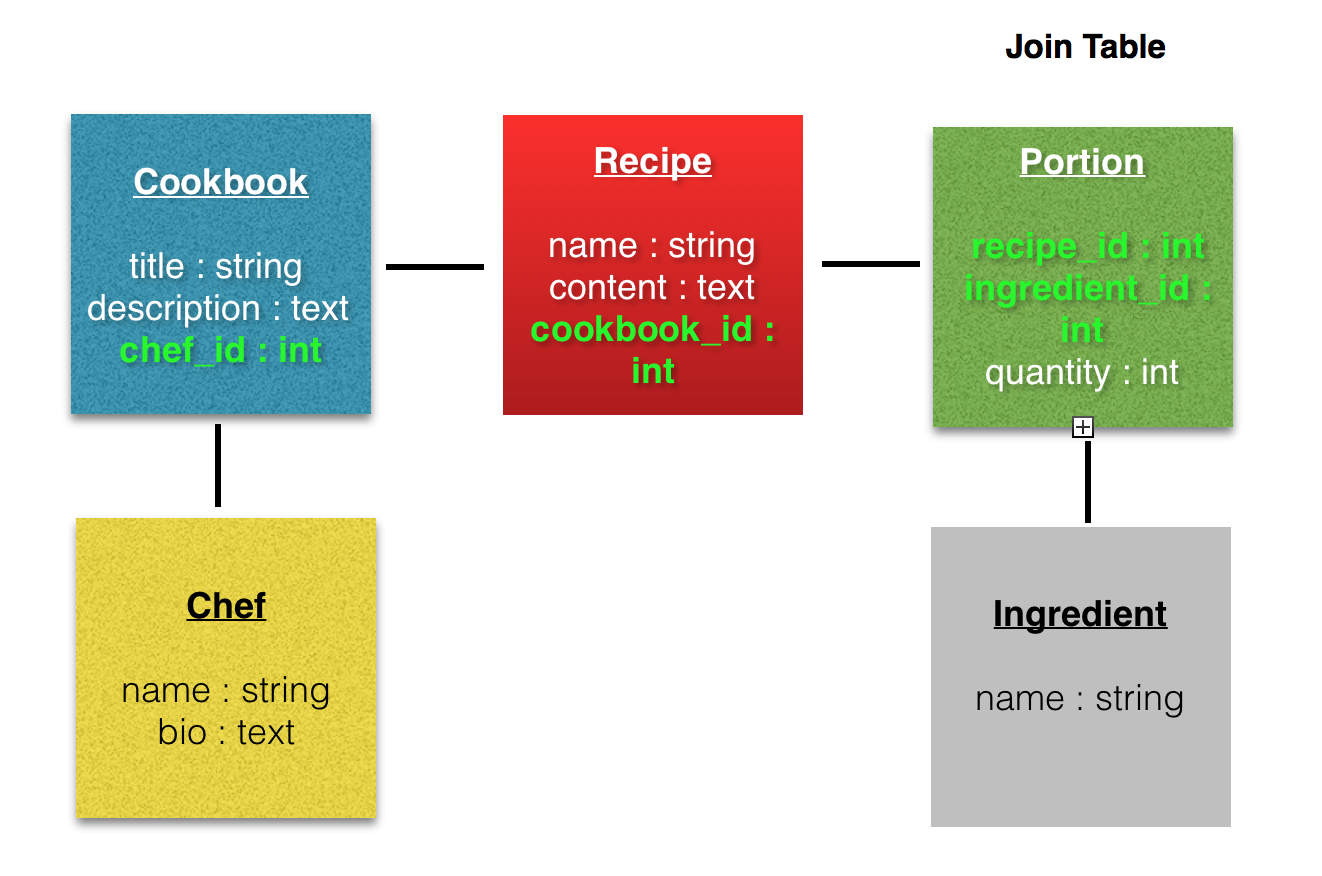 Join Table
Cookbook
title : string
description : text
chef_id : int
Recipe
name : string
content : text
cookbook_id :
int
Portion
recipe_id : int
ingredient_id :
int
quantity : int
Chef
name : string
bio : text
Ingredient
name : string